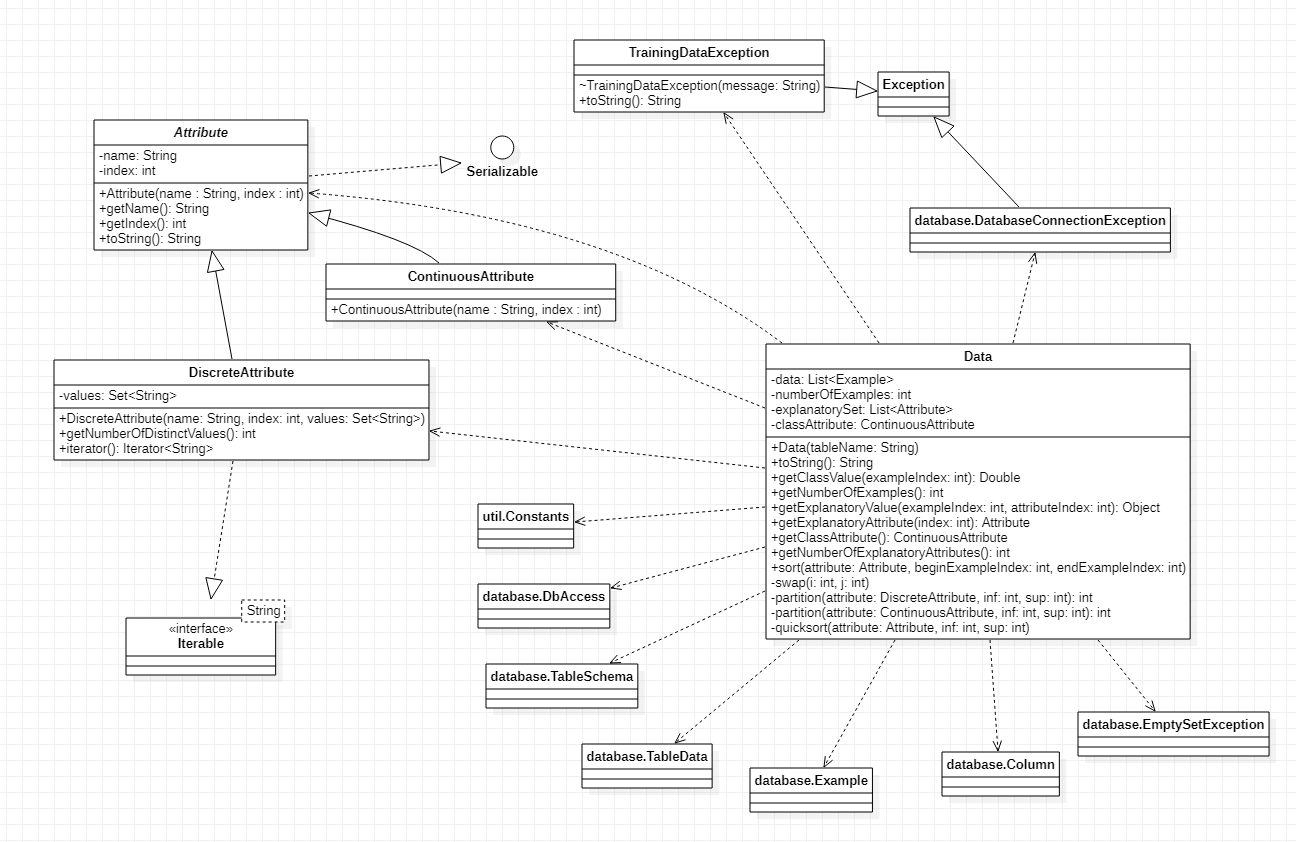 TrainingDataException
~TrainingDataException(message: String)
+toString(): String
Exception
Attribute
-name: String
-index: int
+Attribute(name : String, index : int)
+getName(): String
+getIndex(): int
+toString(): String
Serializable
database.DatabaseConnectionException
ContinuousAttribute
+ContinuousAttribute(name : String, index : int)
DiscreteAttribute
-values: Set<String>
+DiscreteAttribute(name: String, index: int, values: Set<String>)
+getNumberOfDistinctValues(): int
+iterator(): Iterator<String>
Data
-data: List<Example>
-numberOfExamples: int
-explanatorySet: List<Attribute>
-classAttribute: ContinuousAttribute
+Data(tableName: String)
+toString(): String
+getClassValue(exampleIndex: int): Double
+getNumberOfExamples(): int
+getExplanatoryValue(exampleIndex: int, attributeIndex: int): Object
+getExplanatoryAttribute(index: int): Attribute
+getClassAttribute(): ContinuousAttribute
+getNumberOfExplanatoryAttributes(): int
+sort(attribute: Attribute, beginExampleIndex: int, endExampleIndex: int)
-swap(i: int, j: int)
-partition(attribute: DiscreteAttribute, inf: int, sup: int): int
-partition(attribute: ContinuousAttribute, inf: int, sup: int): int
-quicksort(attribute: Attribute, inf: int, sup: int)
util.Constants
database.DbAccess
String
«interface»
Iterable
database.TableSchema
database.TableData
database.Example
database.Column
database.EmptySetException